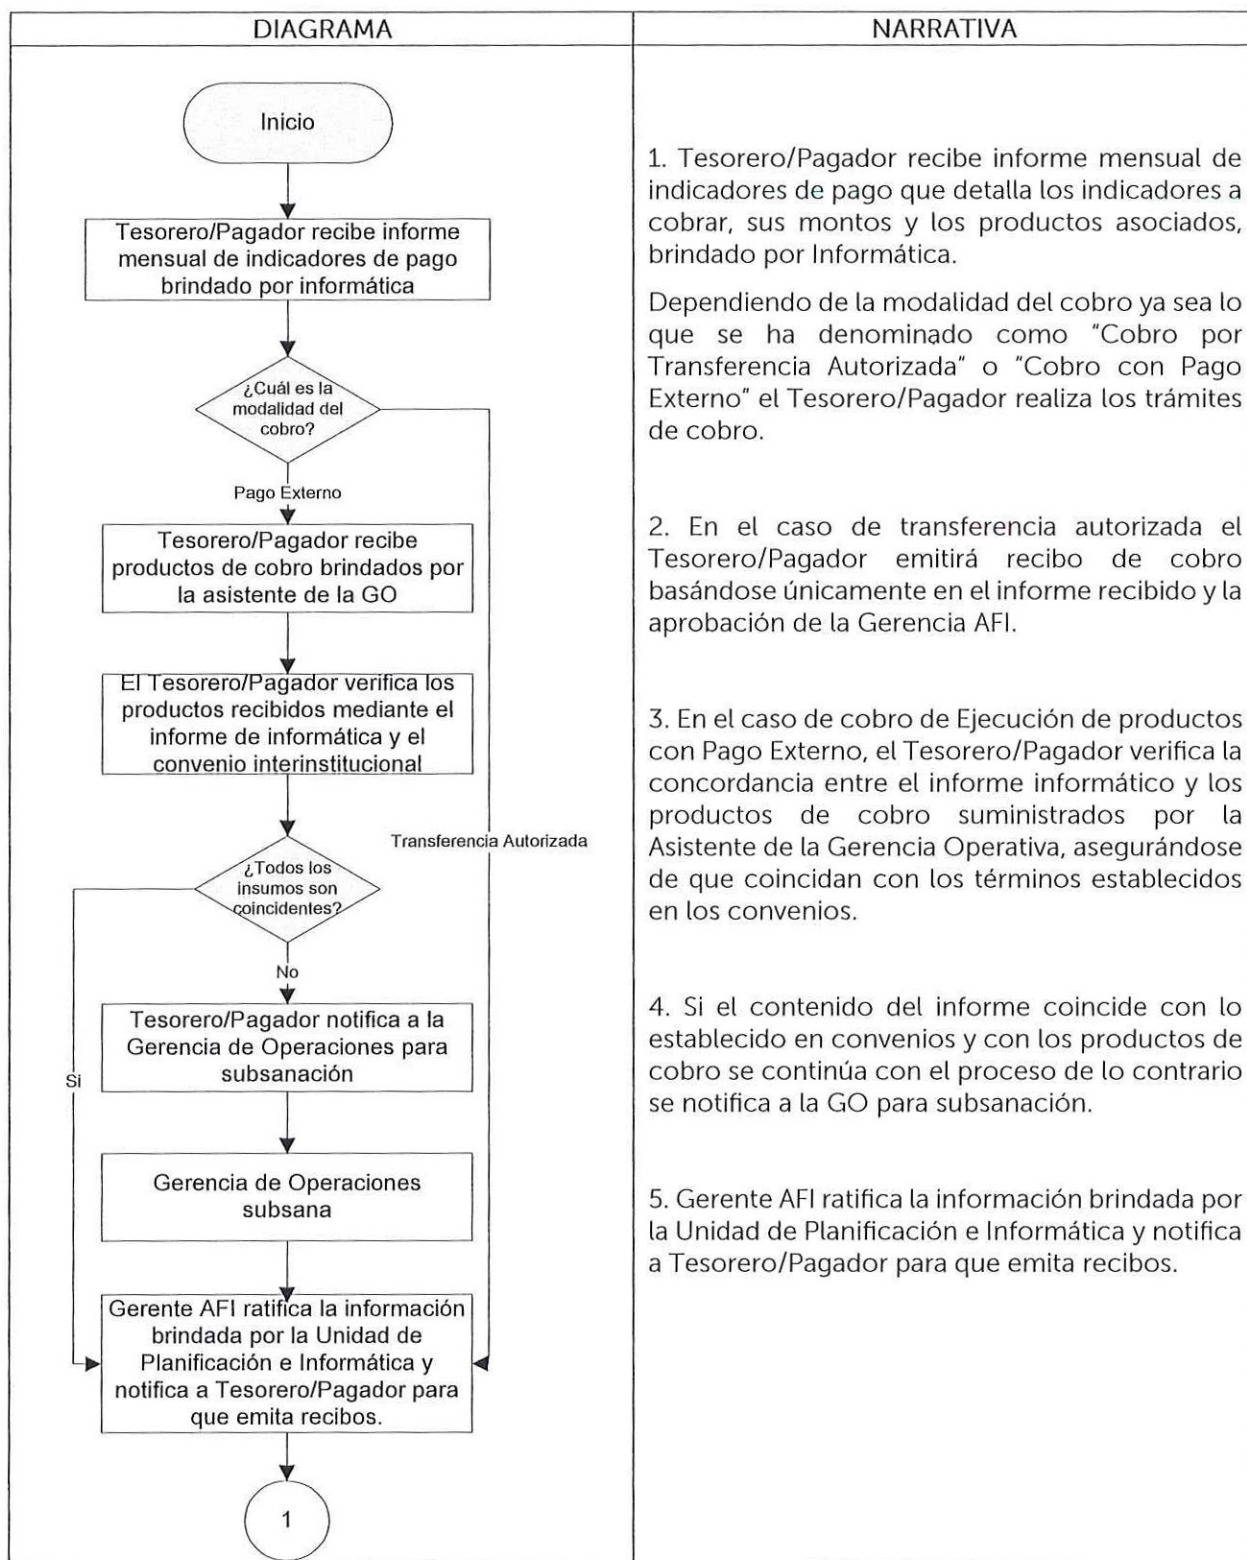 DIAGRAMA
Inicio
Tesorero/Pagador recibe informe
mensual de indicadores de pago
brindado por informática
¿Cuál es la
modalidad del
cobro?
Pago Externo
Tesorero/Pagador recibe
productos de cobro brindados por
la asistente de la GO
El Tesorero/Pagador verifica los
productos recibidos mediante el
informe de informática y el
convenio interinstitucional
Transferencia Autorizada
¿Todos los
insumos son
coincidentes?
No
Tesorero/Pagador notifica a la
Gerencia de Operaciones para
subsanación
Si
Gerencia de Operaciones
subsana
Gerente AFI ratifica la información
brindada por la Unidad de
Planificación e Informática y
notifica a Tesorero/Pagador para
que emita recibos.
1
NARRATIVA
1. Tesorero/Pagador recibe informe mensual de
indicadores de pago que detalla los indicadores a
cobrar, sus montos y los productos asociados,
brindado por Informática.
Dependiendo de la modalidad del cobro ya sea lo
que se ha denominado como "Cobro por
Transferencia Autorizada" o "Cobro con Pago
Externo" el Tesorero/Pagador realiza los trámites
de cobro.
2. En el caso de transferencia autorizada el
Tesorero/Pagador emitirá recibo de cobro
basándose únicamente en el informe recibido y la
aprobación de la Gerencia AFI.
3. En el caso de cobro de Ejecución de productos
con Pago Externo, el Tesorero/Pagador verifica la
concordancia entre el informe informático y los
productos de cobro suministrados por la
Asistente de la Gerencia Operativa, asegurándose
de que coincidan con los términos establecidos
en los convenios.
4. Si el contenido del informe coincide con lo
establecido en convenios y con los productos de
cobro se continúa con el proceso de lo contrario
se notifica a la GO para subsanación.
5. Gerente AFI ratifica la información brindada por
la Unidad de Planificación e Informática y notifica
a Tesorero/Pagador para que emita recibos.